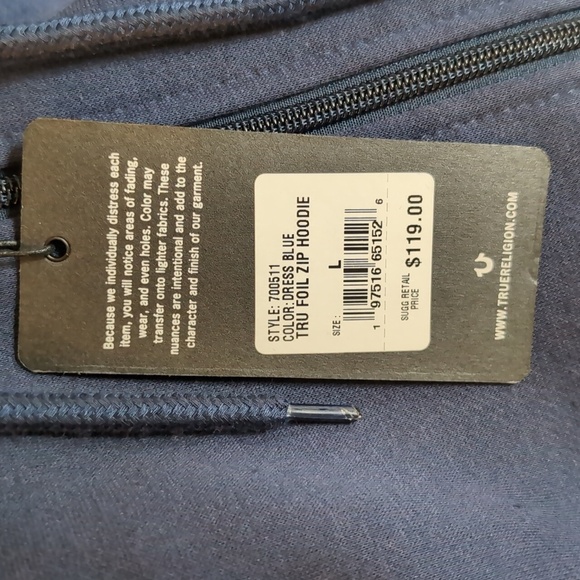 Because we individually distress each
item, you will notice areas of fading,
wear, and even holes. Color may
transfer onto lighter fabrics. These
nuances are intentional and add to the
character and finish of our garment.
STYLE: 700511
COLOR:DRESS BLUE
TRU FOIL ZIP HOODIE
SIZE: L
1 97516 65152 6
SUGG.RETAIL PRICE $119.00
WWW.TRUERELIGION.COM